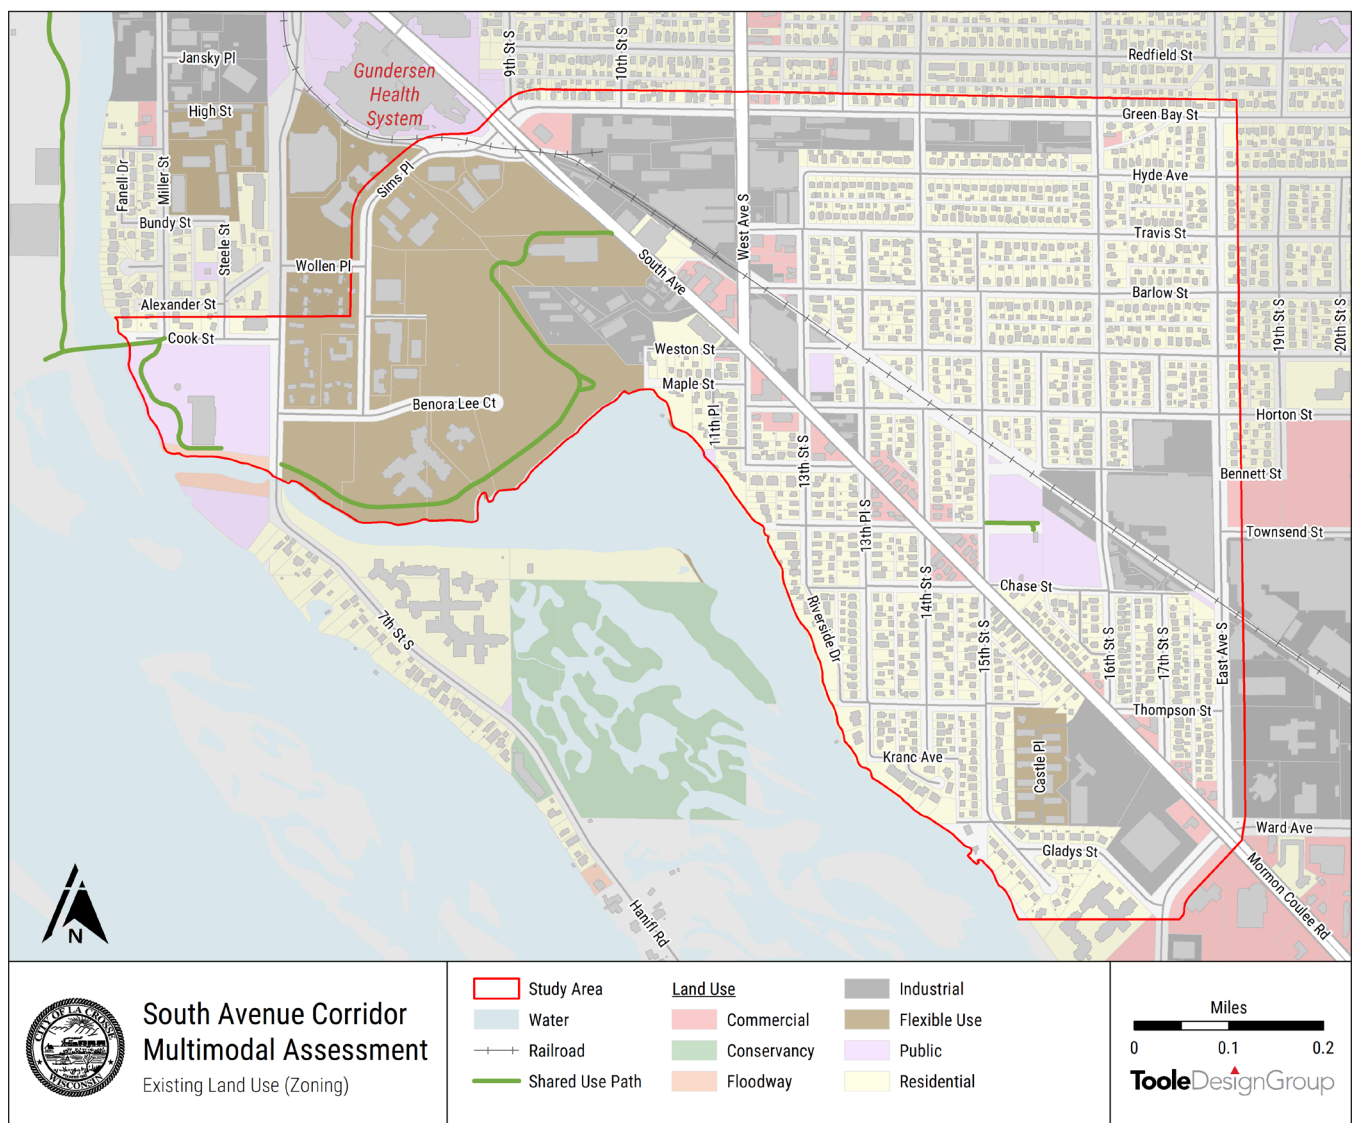 Jansky Pl
High St
Gundersen
Health
System
9th St S
10th St S
Redfield St
Green Bay St
Farnell Dr
Miller St
Bundy St
Steele St
Sims Pl
Wollen Pl
West Ave S
Hyde Ave
Travis St
South Ave
Barlow St
Alexander St
Cook St
19th St S
20th St S
Weston St
Maple St
Benora Lee Ct
11th Pl
13th St S
Horton St
Bennett St
13th Pl S
Townsend St
Chase St
14th St S
7th St S
Riverside Dr
15th St S
16th St S
17th St S
East Ave S
Thompson St
Kranc Ave
Castle Pl
Gladys St
Ward Ave
Mormon Coulee Rd
Hanifl Rd
N
CITY OF LA CROSSE
WISCONSIN
South Avenue Corridor
Multimodal Assessment
Existing Land Use (Zoning)
Study Area
Water
Railroad
Shared Use Path
Land Use
Commercial
Conservancy
Floodway
Industrial
Flexible Use
Public
Residential
Miles
0 0.1 0.2
TooleDesignGroup